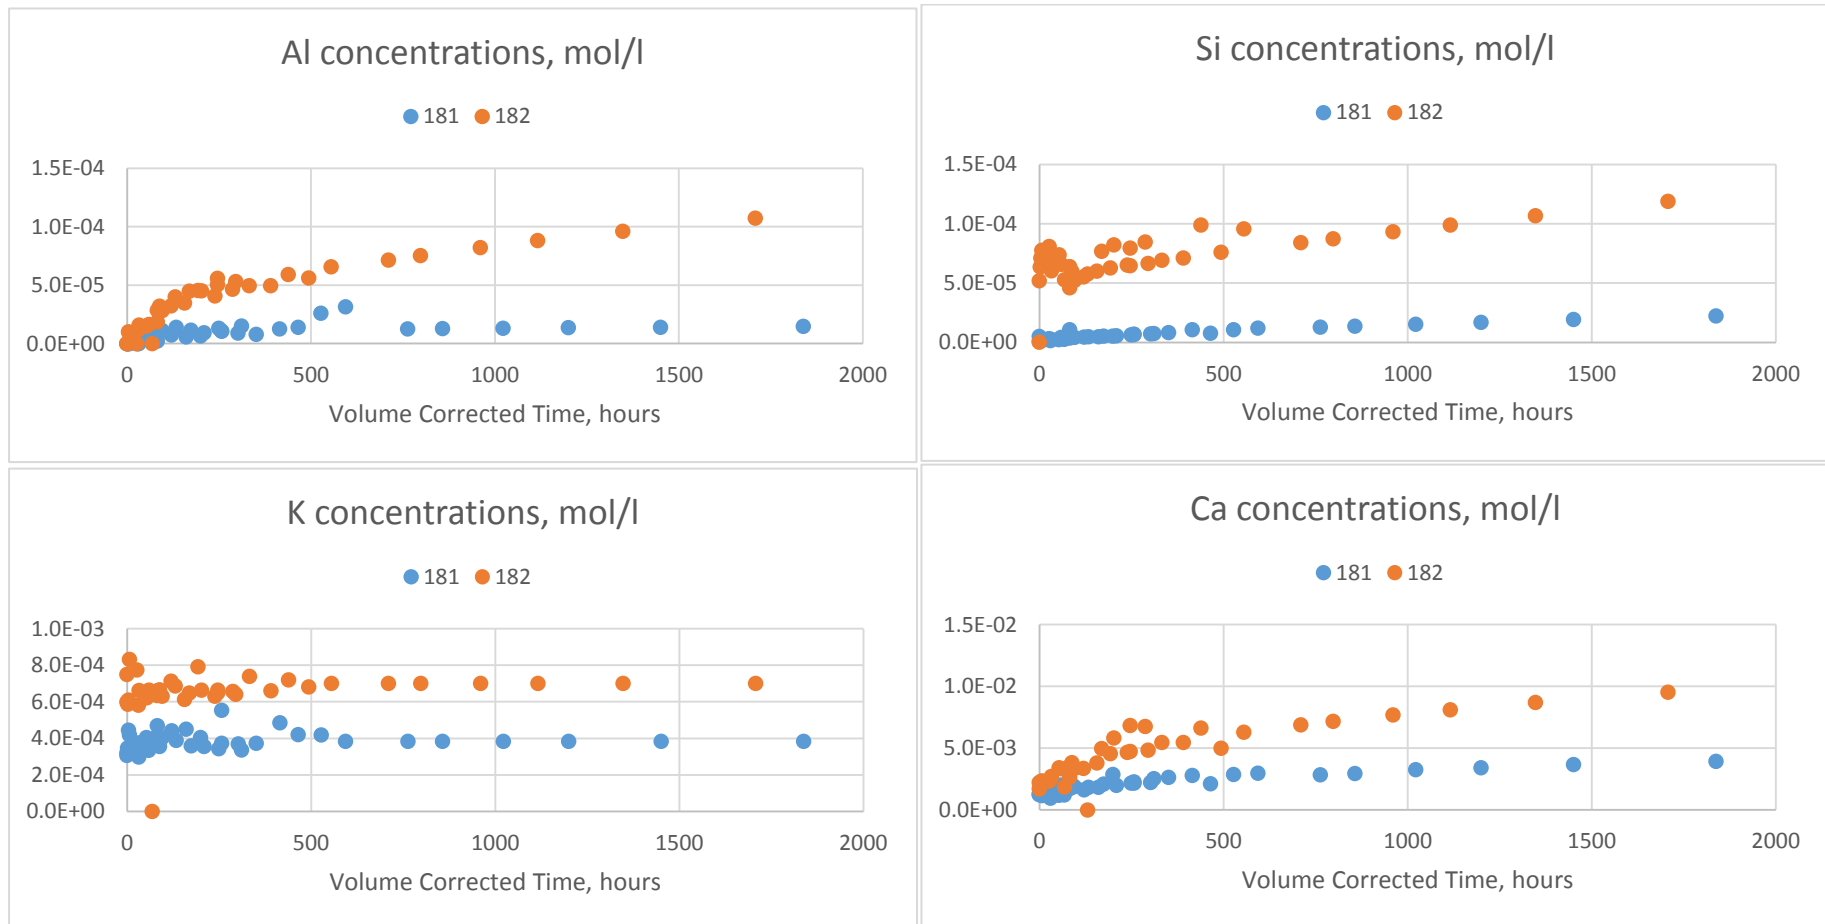 Al concentrations, mol/l
181 182
1.5E-04
1.0E-04
5.0E-05
0.0E+00
0 500 1000 1500 2000
Volume Corrected Time, hours
Si concentrations, mol/l
181 182
1.5E-04
1.0E-04
5.0E-05
0.0E+00
0 500 1000 1500 2000
Volume Corrected Time, hours
K concentrations, mol/l
181 182
1.0E-03
8.0E-04
6.0E-04
4.0E-04
2.0E-04
0.0E+00
0 500 1000 1500 2000
Volume Corrected Time, hours
Ca concentrations, mol/l
181 182
1.5E-02
1.0E-02
5.0E-03
0.0E+00
0 500 1000 1500 2000
Volume Corrected Time, hours